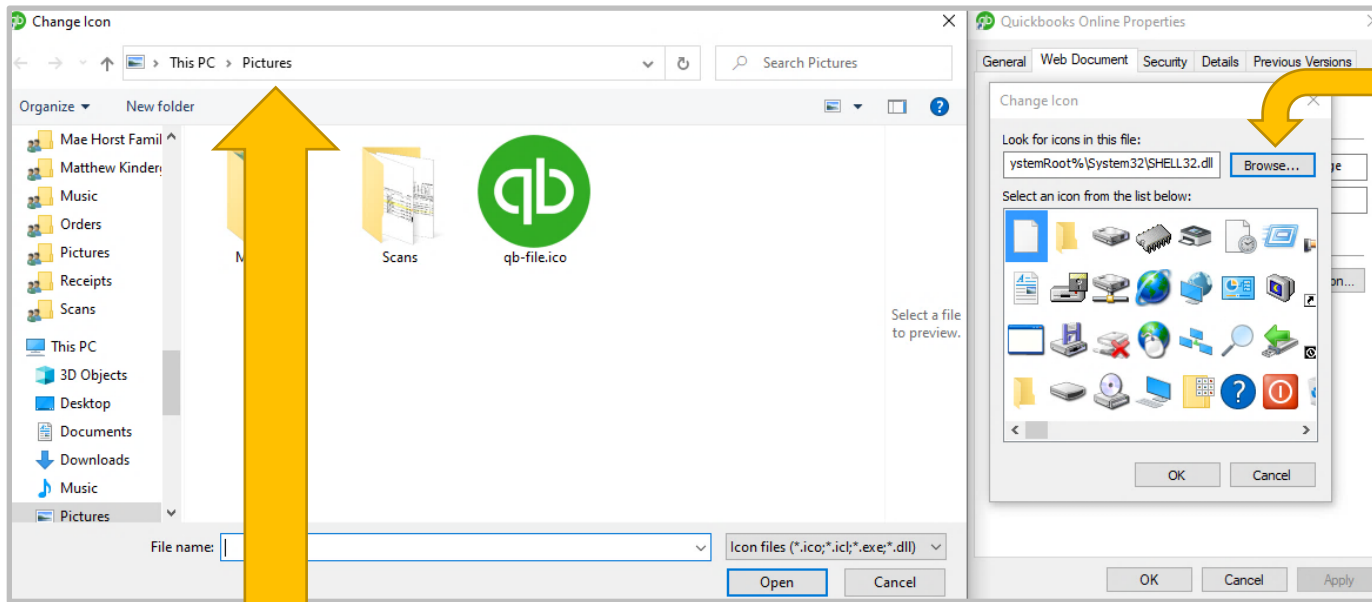 Change Icon
This PC > Pictures
Search Pictures
Organize
New folder
Mae Horst Famil
Matthew Kinder
Music
Orders
Pictures
Receipts
Scans
This PC
3D Objects
Desktop
Documents
Downloads
Music
Pictures
M
Scans
qb
qb-file.ico
Select a file
to preview.
File name:
Icon files (*.ico;*.icl;*.exe;*.dll)
Open
Cancel
Quickbooks Online Properties
General
Web Document
Security
Details
Previous Versions
Change Icon
Look for icons in this file:
ystemRoot%\System32\SHELL32.dll
Browse...
Select an icon from the list below:
OK
Cancel
OK
Cancel
Apply